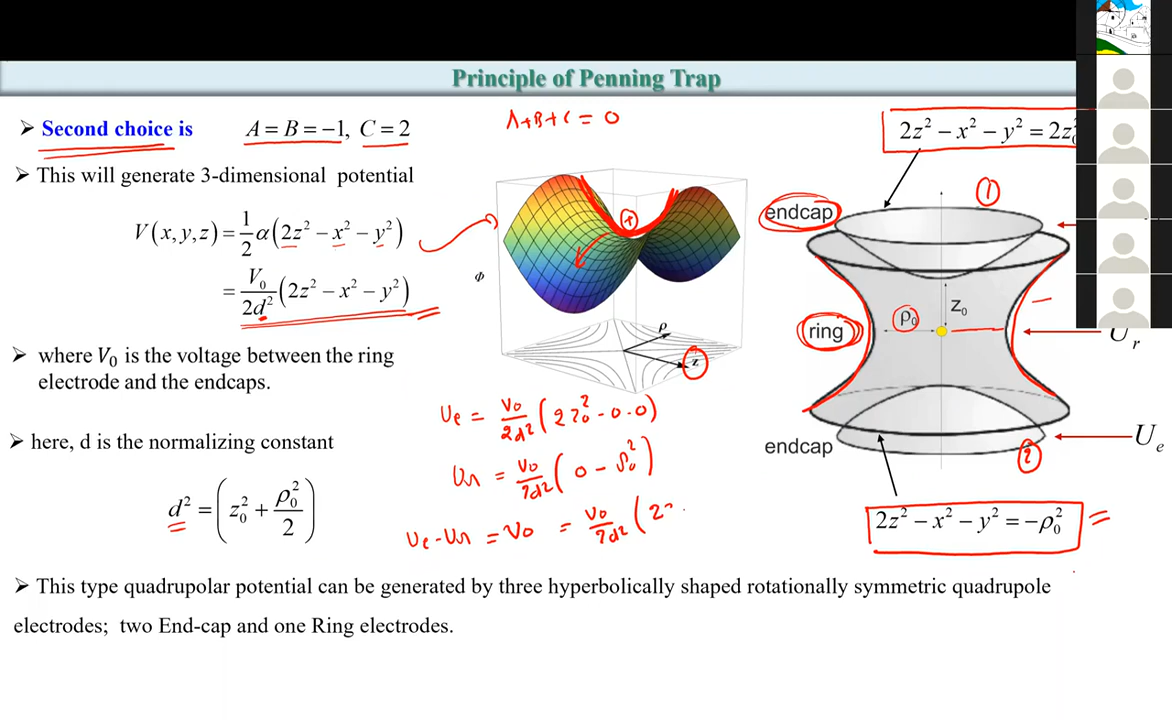 Principle of Penning Trap
➢ Second choice is A = B = −1, C = 2
➢ This will generate 3-dimensional potential
V(x, y, z) = 1/2 α(2z² − x² − y²)
= V₀/2d² (2z² − x² − y²)
➢ where V₀ is the voltage between the ring
electrode and the endcaps.
➢ here, d is the normalizing constant
d² = (z₀² + ρ₀²/2)
A+B+C = 0
(+)
Φ
ρ
z
Ue = V₀/2d² (2z₀² − 0 − 0)
Ur = V₀/2d² (0 − ρ₀²)
Ue − Ur = V₀ = V₀/2d² (2z
2z² − x² − y² = 2z₀
①
endcap
z₀
ρ₀
ring
U r
endcap
U e
②
2z² − x² − y² = −ρ₀² =
➢ This type quadrupolar potential can be generated by three hyperbolically shaped rotationally symmetric quadrupole
electrodes; two End-cap and one Ring electrodes.